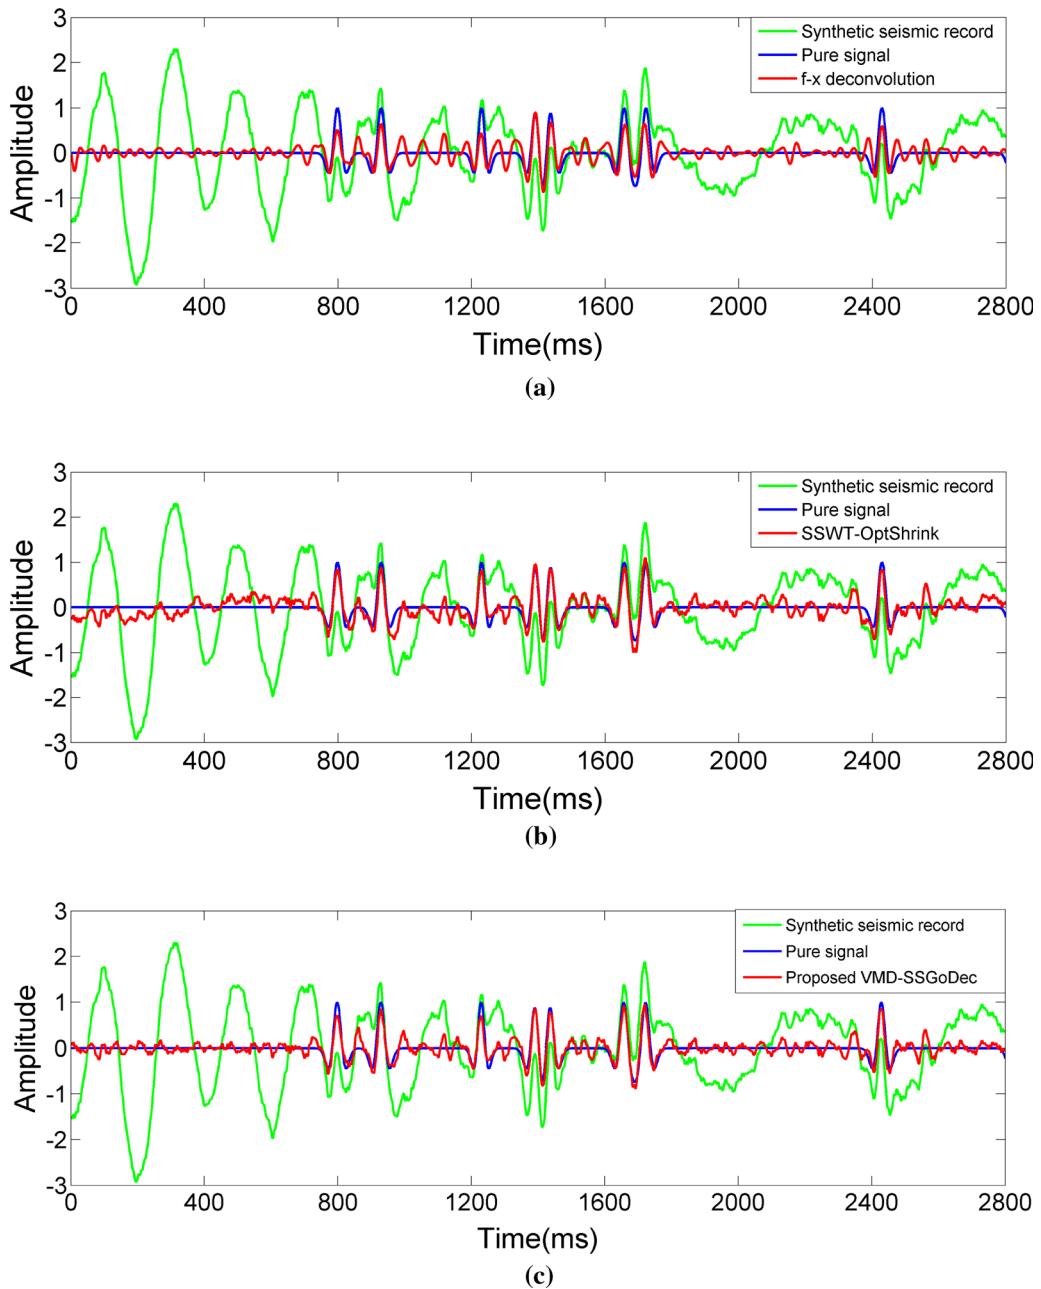 3
2
1
0
-1
-2
-3
Amplitude
Synthetic seismic record
Pure signal
f-x deconvolution
0 400 800 1200 1600 2000 2400 2800
Time(ms)
(a)
3
2
1
0
-1
-2
-3
Amplitude
Synthetic seismic record
Pure signal
SSWT-OptShrink
0 400 800 1200 1600 2000 2400 2800
Time(ms)
(b)
3
2
1
0
-1
-2
-3
Amplitude
Synthetic seismic record
Pure signal
Proposed VMD-SSGoDec
0 400 800 1200 1600 2000 2400 2800
Time(ms)
(c)